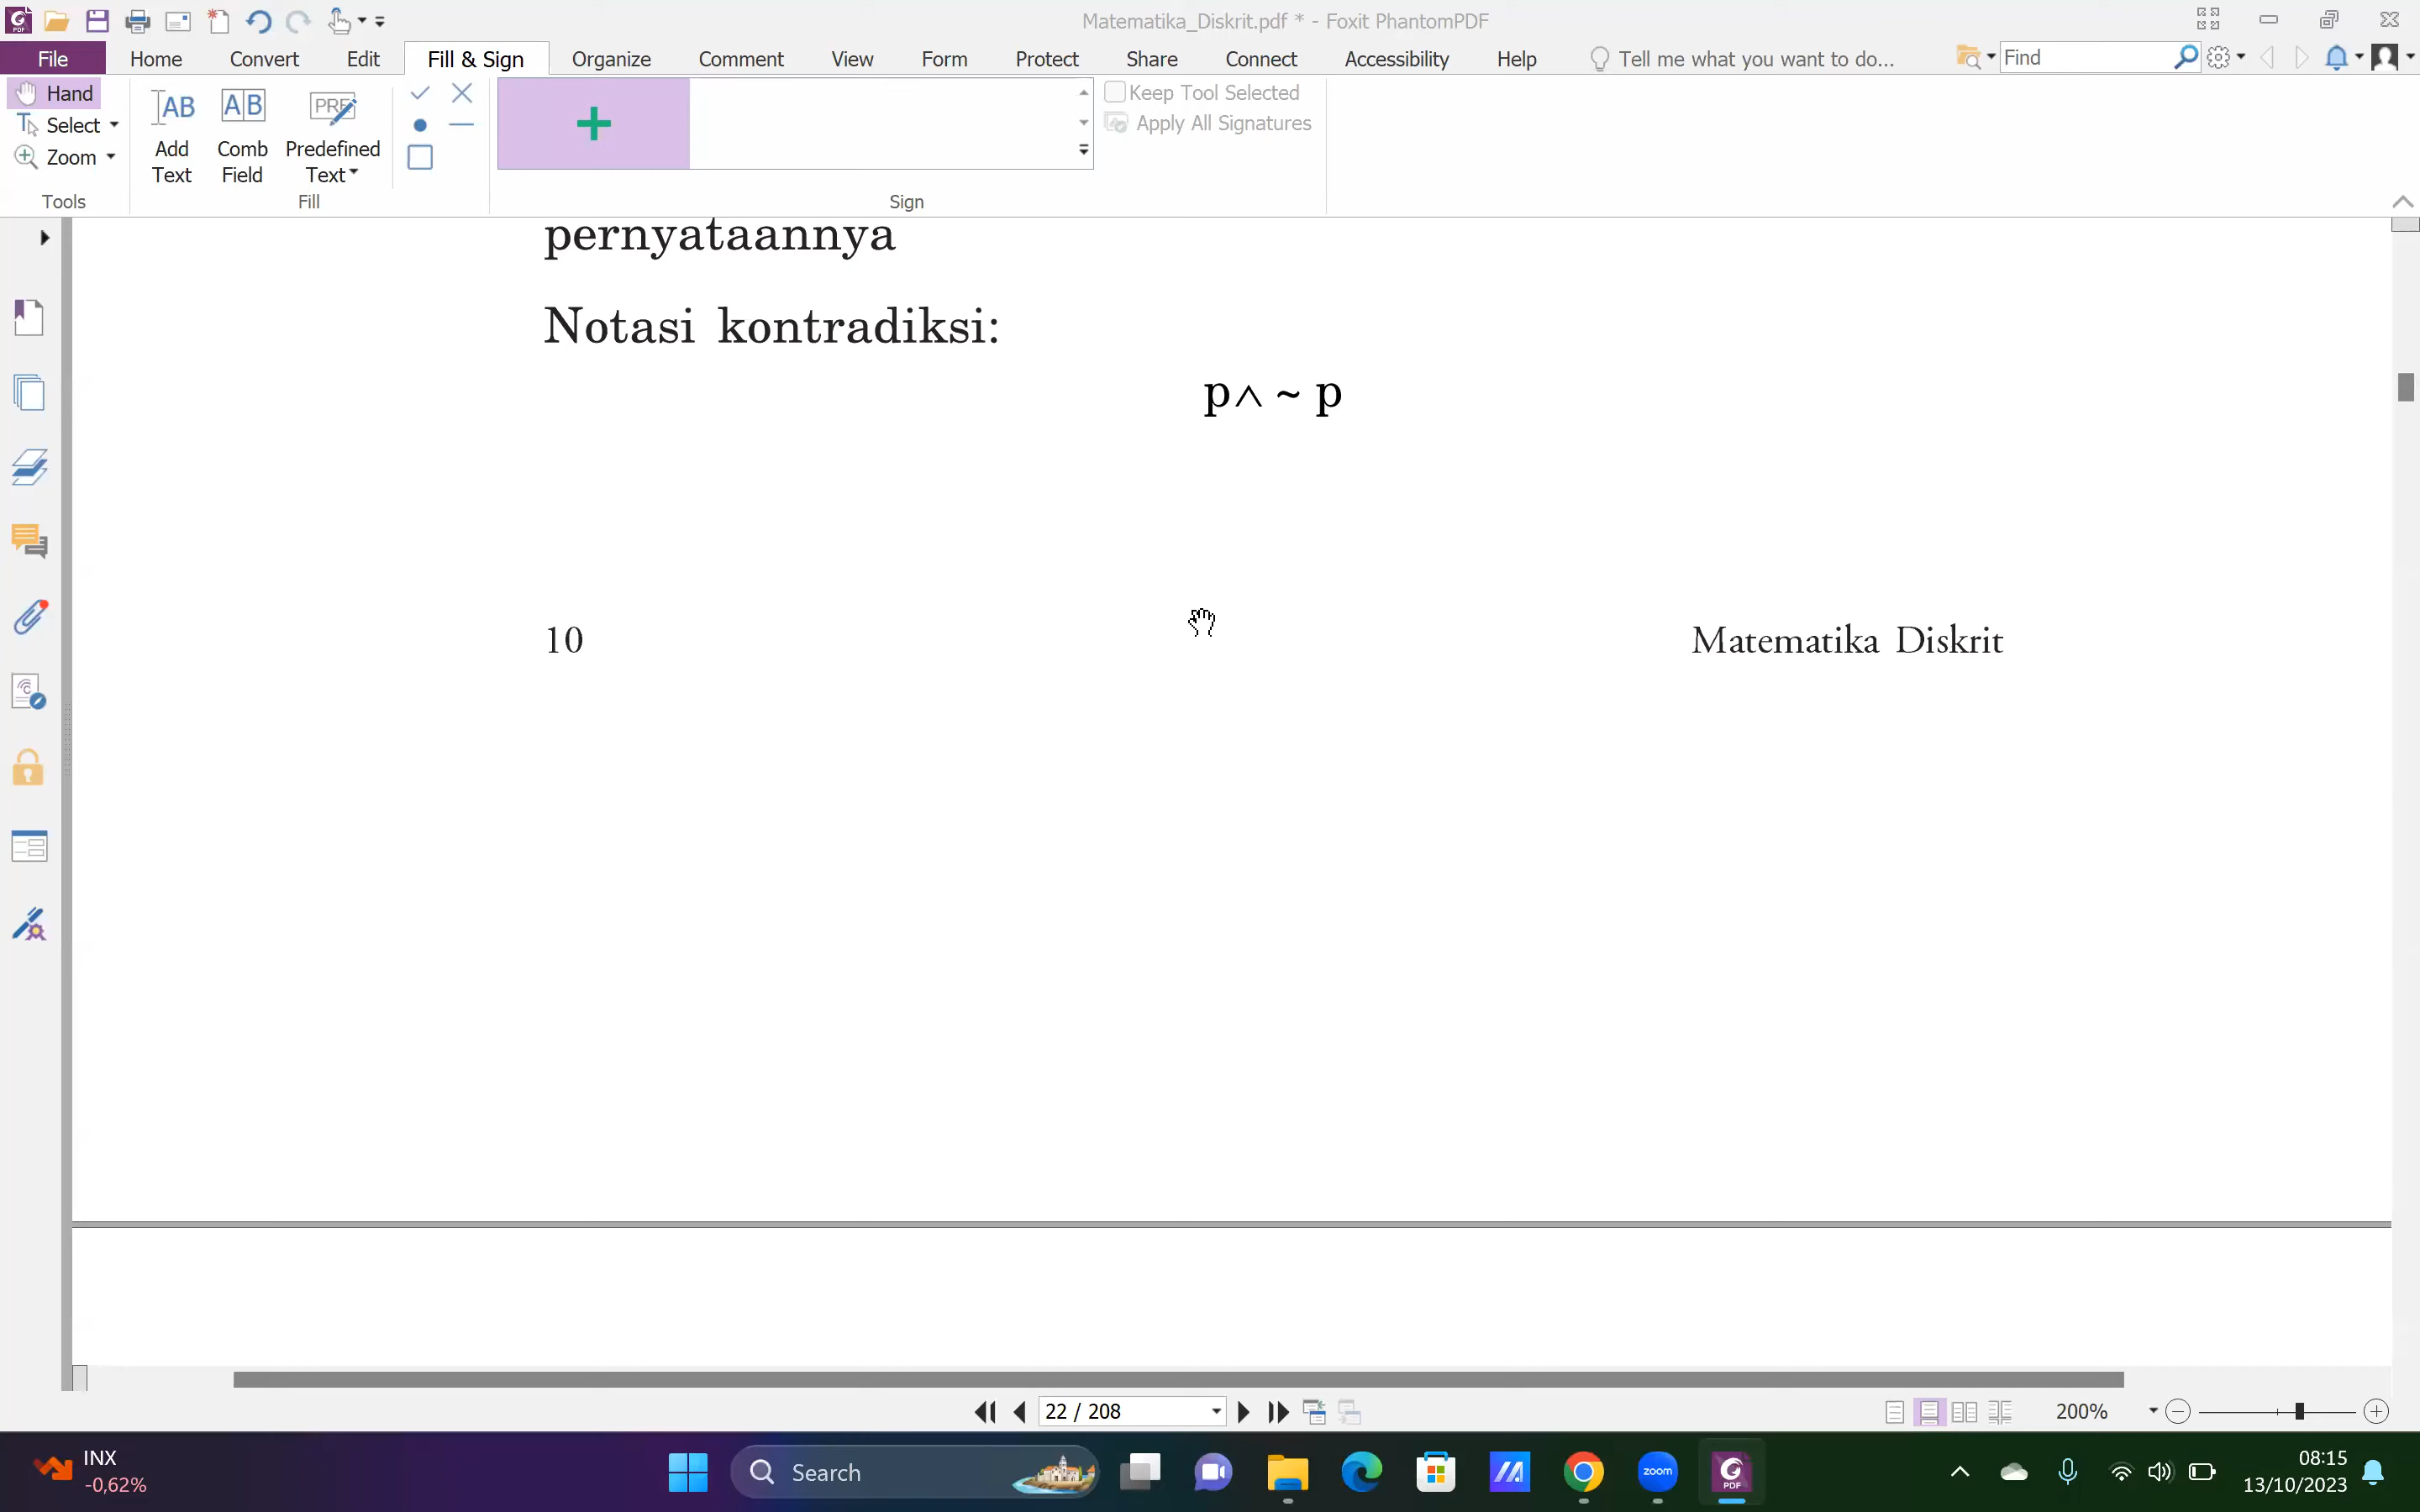 Matematika_Diskrit.pdf * - Foxit PhantomPDF
File Home Convert Edit Fill & Sign Organize Comment View Form Protect Share Connect Accessibility Help Tell me what you want to do... Find
Hand
Select
Zoom
Tools
Add Text
Comb Field
Predefined Text
Fill
Sign
Keep Tool Selected
Apply All Signatures
pernyataannya
Notasi kontradiksi:
p∧ ~ p
10 Matematika Diskrit
22 / 208
200%
INX
-0,62%
Search
zoom
PDF
08:15
13/10/2023